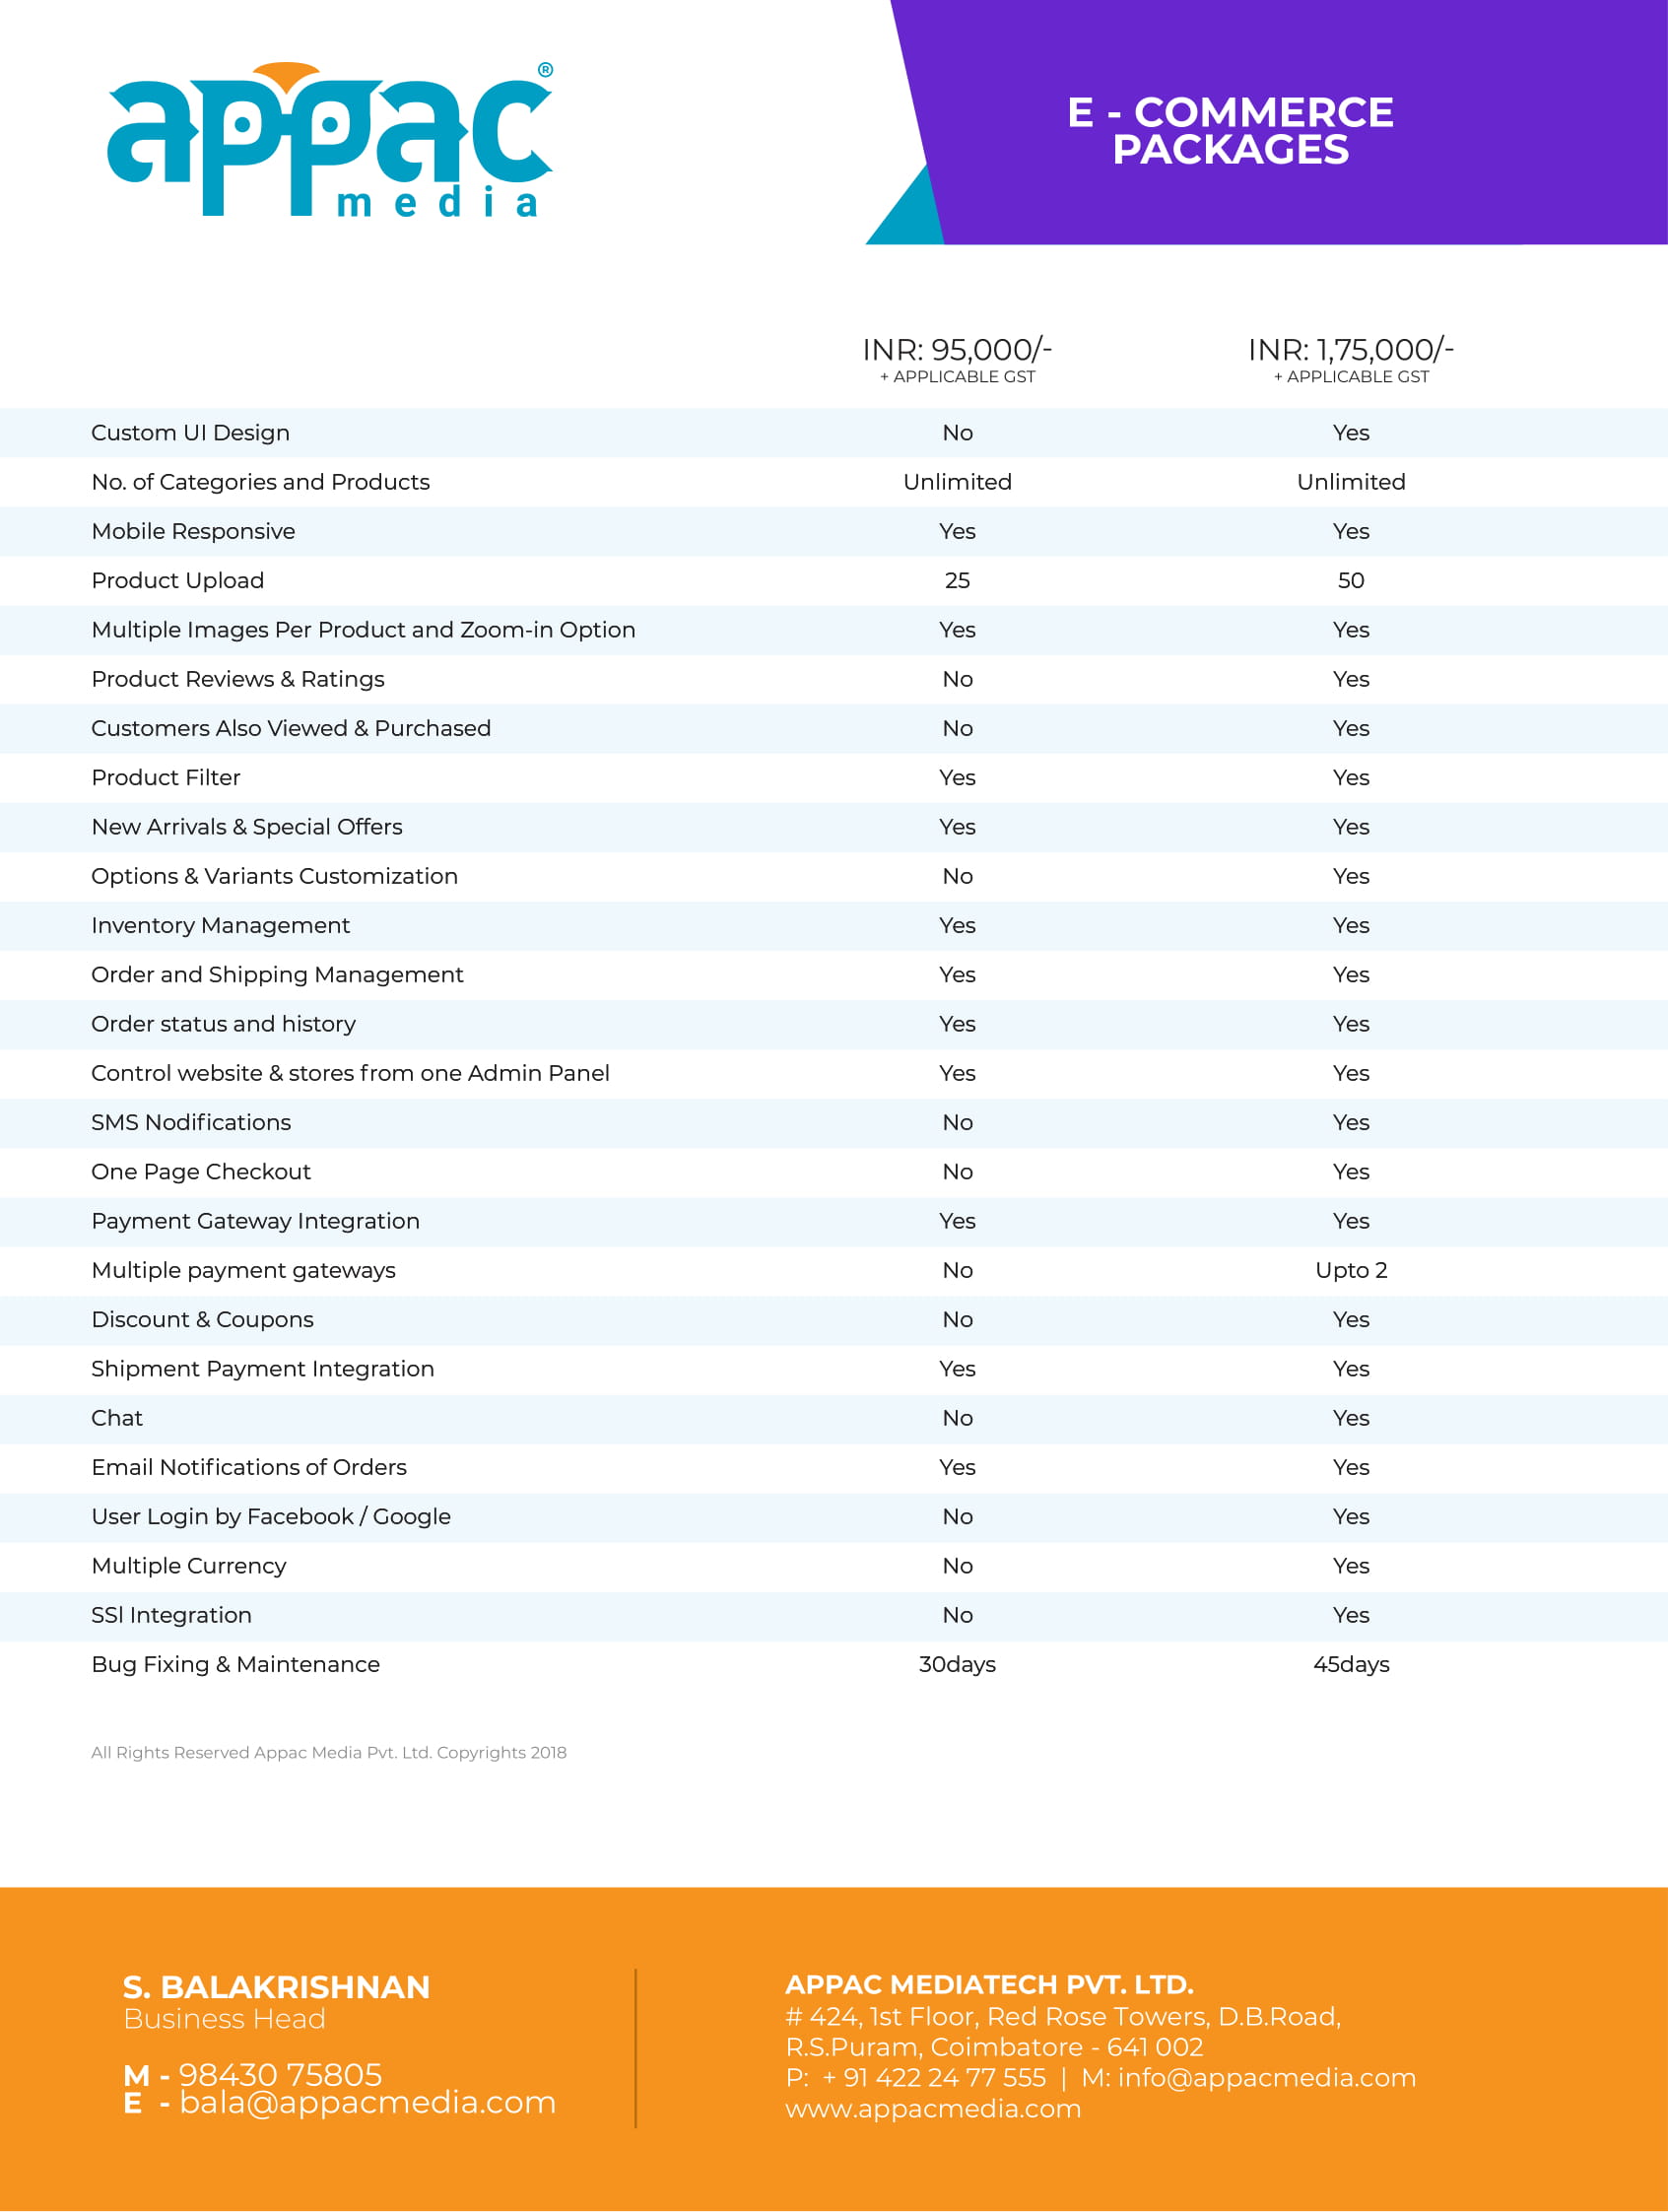 appac®
media
E - COMMERCE
PACKAGES
INR: 95,000/- INR: 1,75,000/-
+ APPLICABLE GST + APPLICABLE GST
Custom UI Design No Yes
No. of Categories and Products Unlimited Unlimited
Mobile Responsive Yes Yes
Product Upload 25 50
Multiple Images Per Product and Zoom-in Option Yes Yes
Product Reviews & Ratings No Yes
Customers Also Viewed & Purchased No Yes
Product Filter Yes Yes
New Arrivals & Special Offers Yes Yes
Options & Variants Customization No Yes
Inventory Management Yes Yes
Order and Shipping Management Yes Yes
Order status and history Yes Yes
Control website & stores from one Admin Panel Yes Yes
SMS Nodifications No Yes
One Page Checkout No Yes
Payment Gateway Integration Yes Yes
Multiple payment gateways No Upto 2
Discount & Coupons No Yes
Shipment Payment Integration Yes Yes
Chat No Yes
Email Notifications of Orders Yes Yes
User Login by Facebook / Google No Yes
Multiple Currency No Yes
SSl Integration No Yes
Bug Fixing & Maintenance 30days 45days
All Rights Reserved Appac Media Pvt. Ltd. Copyrights 2018
S. BALAKRISHNAN
Business Head
M - 98430 75805
E - bala@appacmedia.com
APPAC MEDIATECH PVT. LTD.
# 424, 1st Floor, Red Rose Towers, D.B.Road,
R.S.Puram, Coimbatore - 641 002
P: + 91 422 24 77 555 | M: info@appacmedia.com
www.appacmedia.com